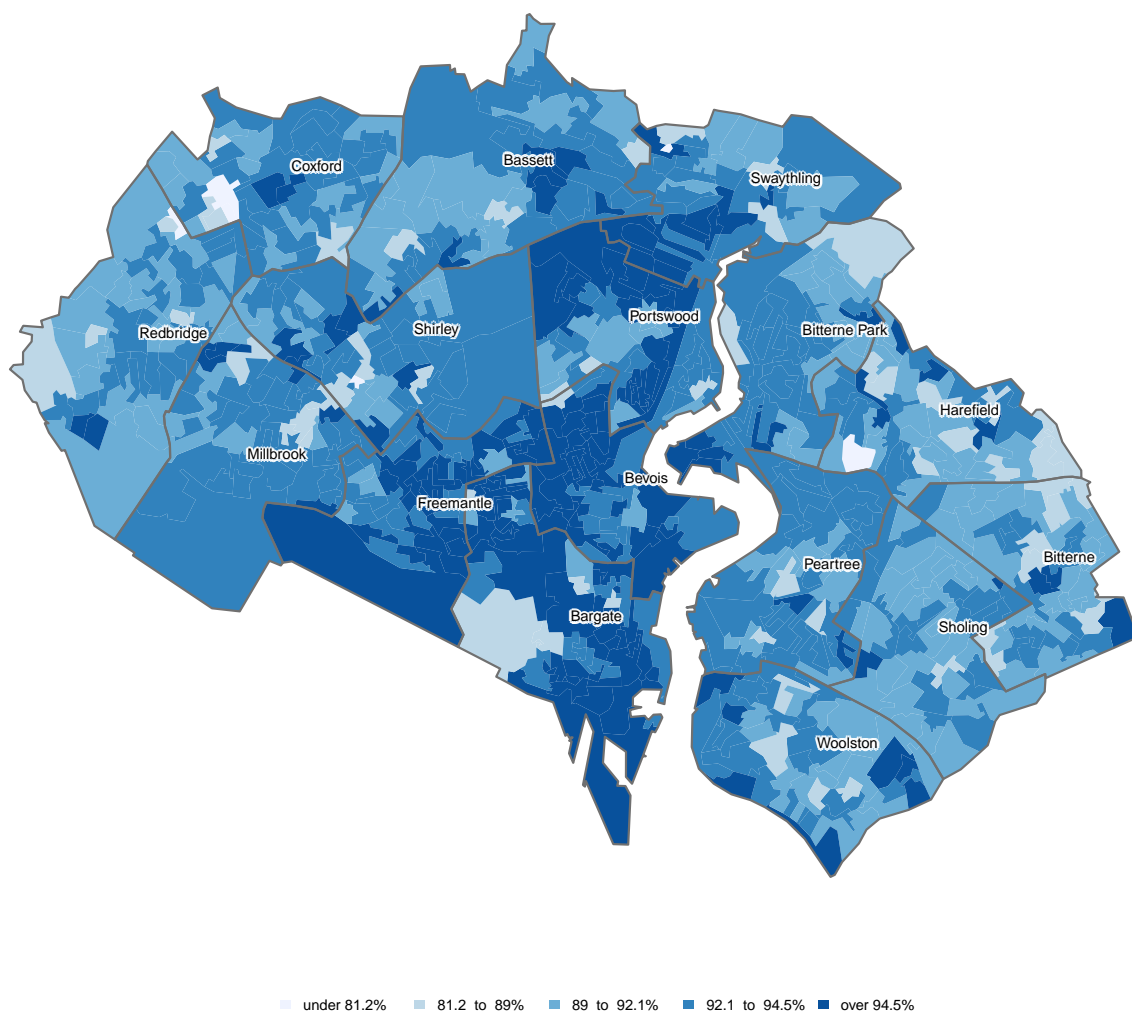 Coxford
Bassett
Swaythling
Redbridge
Shirley
Portswood
Bitterne Park
Harefield
Millbrook
Bevois
Freemantle
Peartree
Bitterne
Bargate
Sholing
Woolston
under 81.2% 81.2 to 89% 89 to 92.1% 92.1 to 94.5% over 94.5%